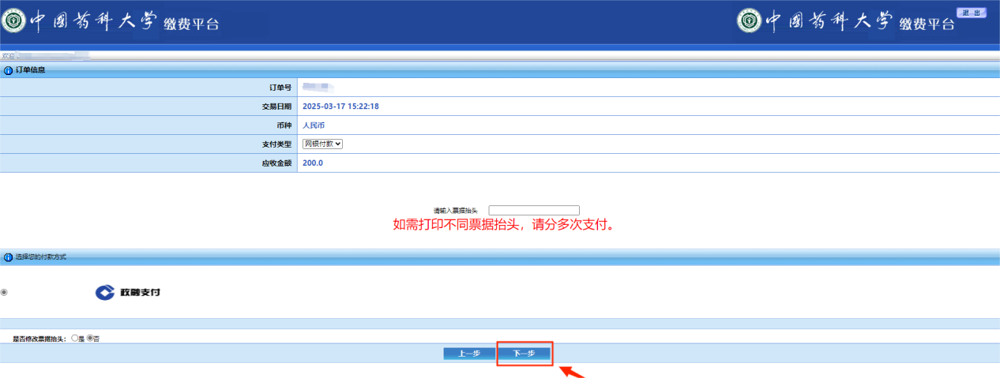 中國药科大学 缴费平台
中國药科大学 缴费平台
退 出
欢迎
订单信息
订单号
交易日期 2025-03-17 15:22:18
币种 人民币
支付类型 网银付款
应收金额 200.0
请输入票据抬头
如需打印不同票据抬头，请分多次支付。
选择您的付款方式
政融支付
是否修改票据抬头： 是 否
上一步 下一步